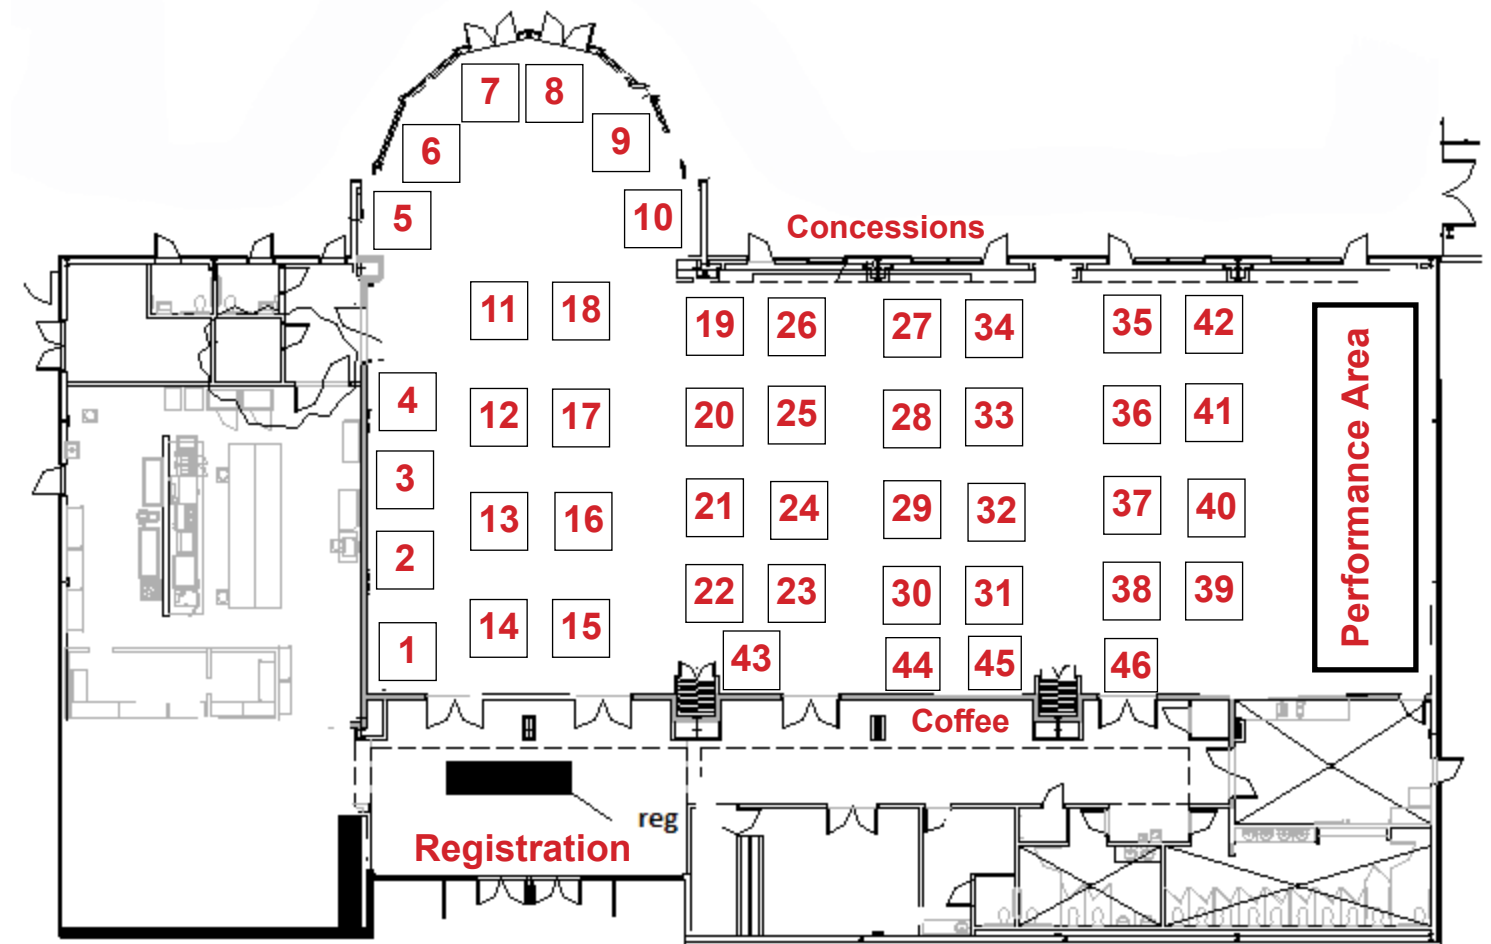 7 8
6 9
5 10
Concessions
11 18 19 26 27 34 35 42
4 12 17 20 25 28 33 36 41
3 13 16 21 24 29 32 37 40
2 22 23 30 31 38 39
1 14 15 43 44 45 46
Performance Area
Coffee
reg
Registration